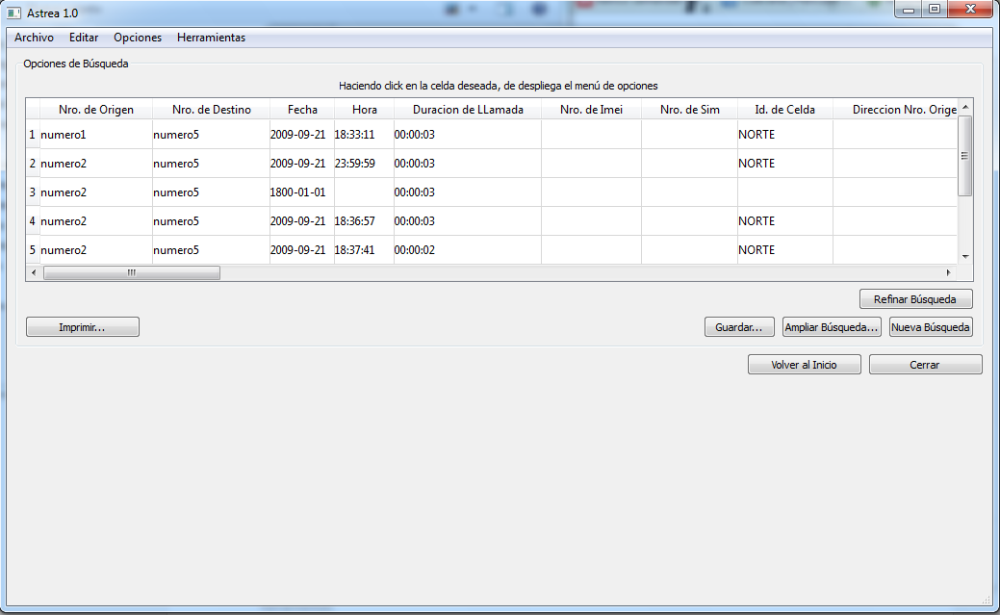 Astrea 1.0
Archivo Editar Opciones Herramientas
Opciones de Búsqueda
Haciendo click en la celda deseada, de despliega el menú de opciones
Nro. de Origen Nro. de Destino Fecha Hora Duracion de LLamada Nro. de Imei Nro. de Sim Id. de Celda Direccion Nro. Orige
1 numero1 numero5 2009-09-21 18:33:11 00:00:03 NORTE
2 numero2 numero5 2009-09-21 23:59:59 00:00:03 NORTE
3 numero2 numero5 1800-01-01 00:00:03
4 numero2 numero5 2009-09-21 18:36:57 00:00:03 NORTE
5 numero2 numero5 2009-09-21 18:37:41 00:00:02 NORTE
Refinar Búsqueda
Imprimir... Guardar... Ampliar Búsqueda... Nueva Búsqueda
Volver al Inicio Cerrar